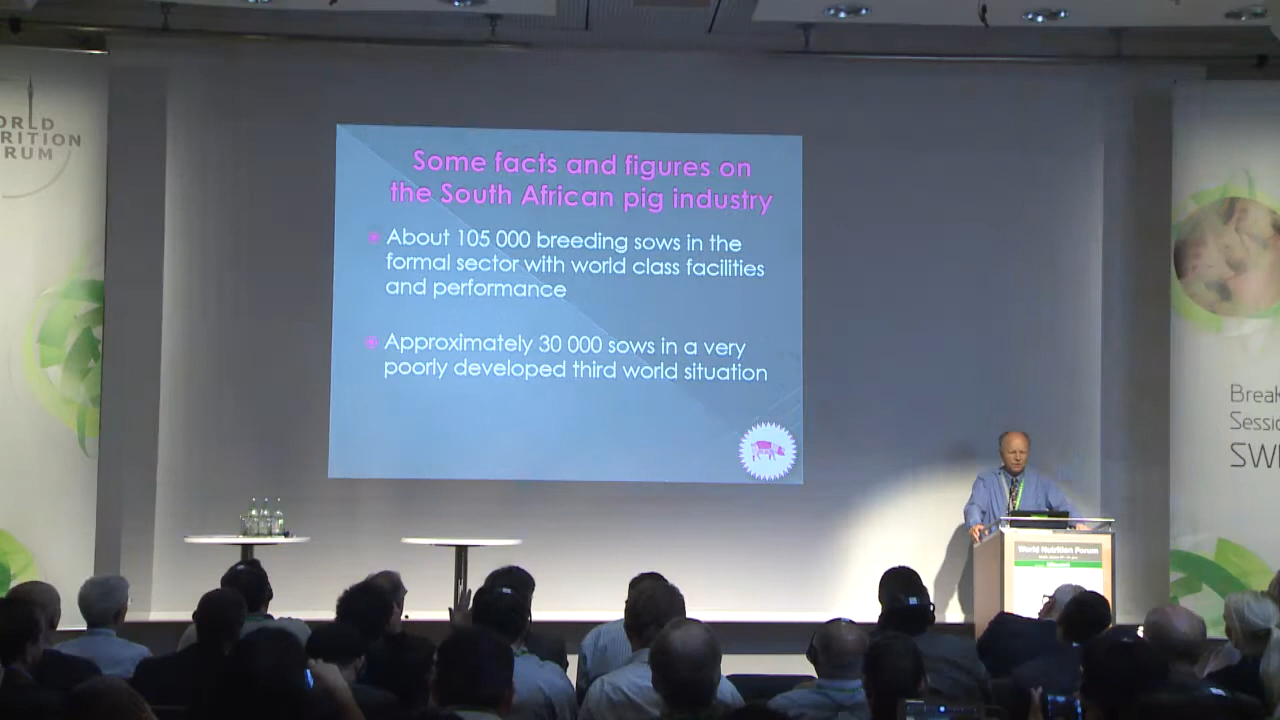 ORLD
RITION
RUM
Some facts and figures on
the South African pig industry
About 105 000 breeding sows in the
formal sector with world class facilities
and performance
Approximately 30 000 sows in a very
poorly developed third world situation
Break
Sessio
SWI
World Nutrition Forum